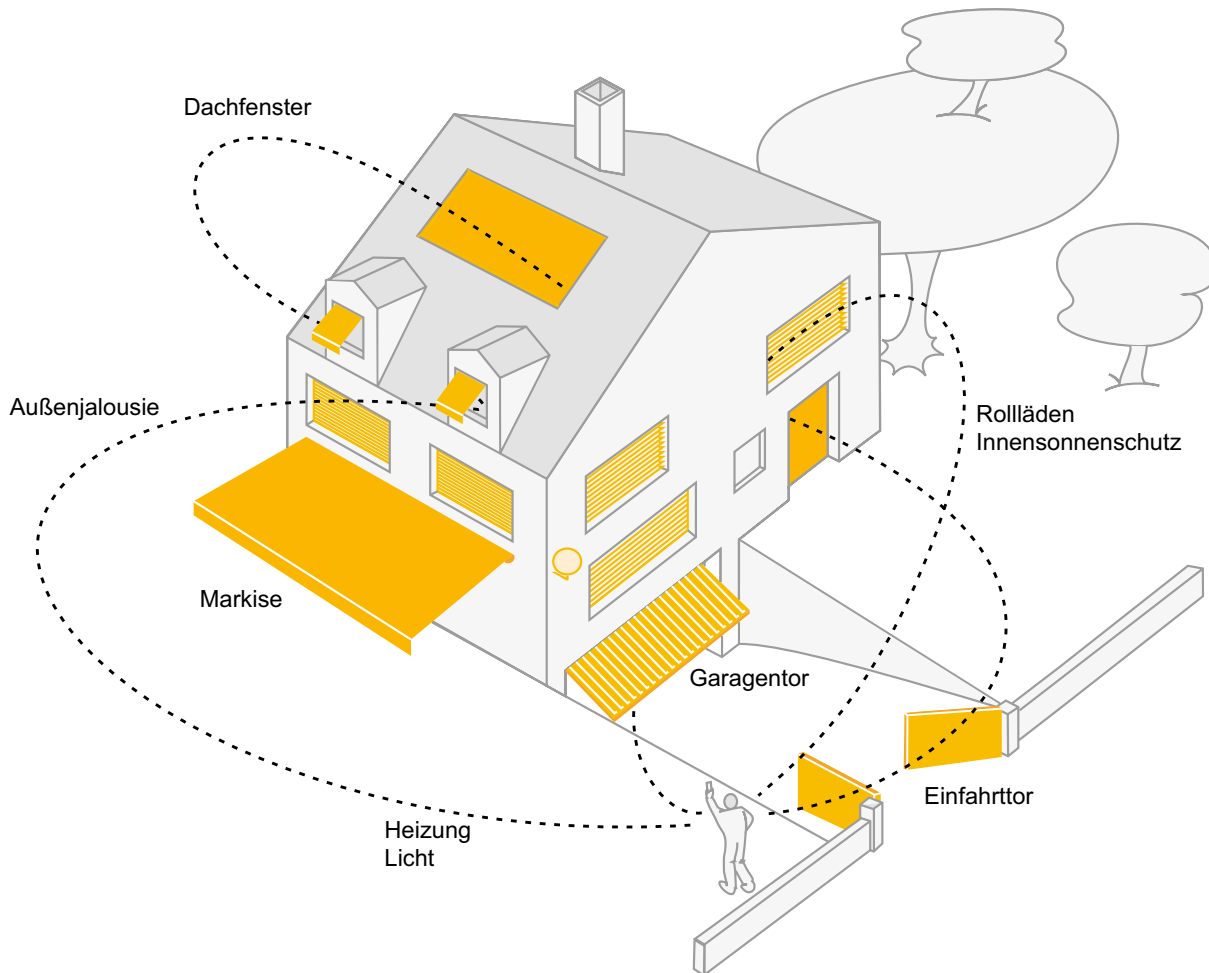 Dachfenster
Außenjalousie
Rollläden
Innensonnenschutz
Markise
Garagentor
Einfahrttor
Heizung
Licht